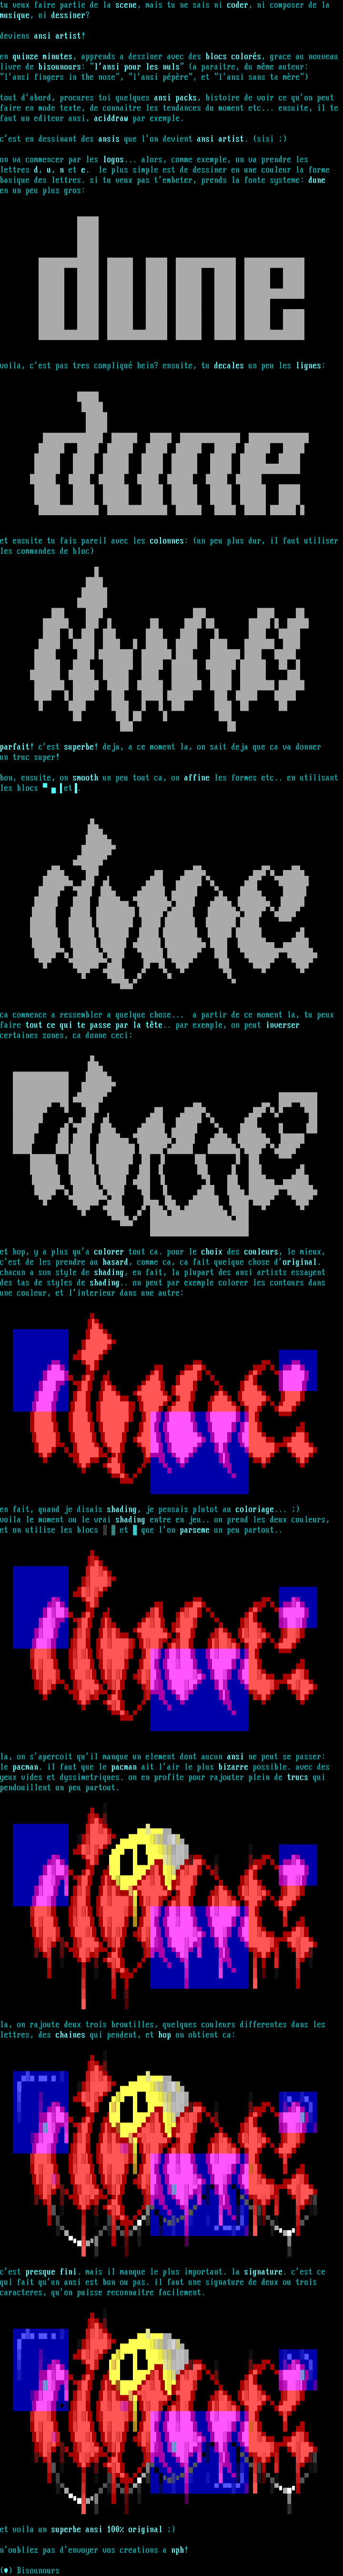 tu veux faire partie de la scene, mais tu ne sais ni coder, ni composer de la
musique, ni dessiner?
deviens ansi artist!
en quinze minutes, apprends a dessiner avec des blocs colorés, grace au nouveau
livre de bisounours: "l'ansi pour les nuls" (a paraitre, du même auteur:
"l'ansi fingers in the nose", "l'ansi pépère", et "l'ansi sans ta mère")
tout d'abord, procures toi quelques ansi packs, histoire de voir ce qu'on peut
faire en mode texte, de connaitre les tendances du moment etc... ensuite, il te
faut un editeur ansi, aciddraw par exemple.
c'est en dessinant des ansis que l'on devient ansi artist. (sisi ;)
on va commencer par les logos... alors, comme exemple, on va prendre les
lettres d, u, n et e. le plus simple est de dessiner en une couleur la forme
basique des lettres. si tu veux pas t'embeter, prends la fonte systeme: dune
en un peu plus gros:
dune
voila, c'est pas tres compliqué hein? ensuite, tu decales un peu les lignes:
dune
et ensuite tu fais pareil avec les colonnes: (un peu plus dur, il faut utiliser
les commandes de bloc)
dune
parfait! c'est superbe! deja, a ce moment la, on sait deja que ca va donner
un truc super!
bon, ensuite, on smooth un peu tout ca, on affine les formes etc.. en utilisant
les blocs ▀ ▄ ▌et▐.
dune
ca commence a ressembler a quelque chose... a partir de ce moment la, tu peux
faire tout ce qui te passe par la tête.. par exemple, on peut inverser
certaines zones, ca donne ceci:
dune
et hop, y a plus qu'a colorer tout ca. pour le choix des couleurs, le mieux,
c'est de les prendre au hasard, comme ca, ca fait quelque chose d'original.
chacun a son style de shading, en fait, la plupart des ansi artists essayent
des tas de styles de shading.. on peut par exemple colorer les contours dans
une couleur, et l'interieur dans une autre:
dune
en fait, quand je disais shading, je pensais plutot au coloriage... ;)
voila le moment ou le vrai shading entre en jeu.. on prend les deux couleurs,
et on utilise les blocs ░ ▒ et ▓ que l'on parseme un peu partout..
dune
la, on s'apercoit qu'il manque un element dont aucun ansi ne peut se passer:
le pacman. il faut que le pacman ait l'air le plus bizarre possible. avec des
yeux vides et dyssimetriques. on en profite pour rajouter plein de trucs qui
pendouillent un peu partout.
dune
la, on rajoute deux trois broutilles, quelques couleurs differentes dans les
lettres, des chaines qui pendent, et hop on obtient ca:
dune
c'est presque fini. mais il manque le plus important. la signature. c'est ce
qui fait qu'un ansi est bon ou pas. il faut une signature de deux ou trois
caracteres, qu'on puisse reconnaitre facilement.
dune
et voila un superbe ansi 100% original ;)
n'oubliez pas d'envoyer vos creations a nph!
(♥) Bisounours